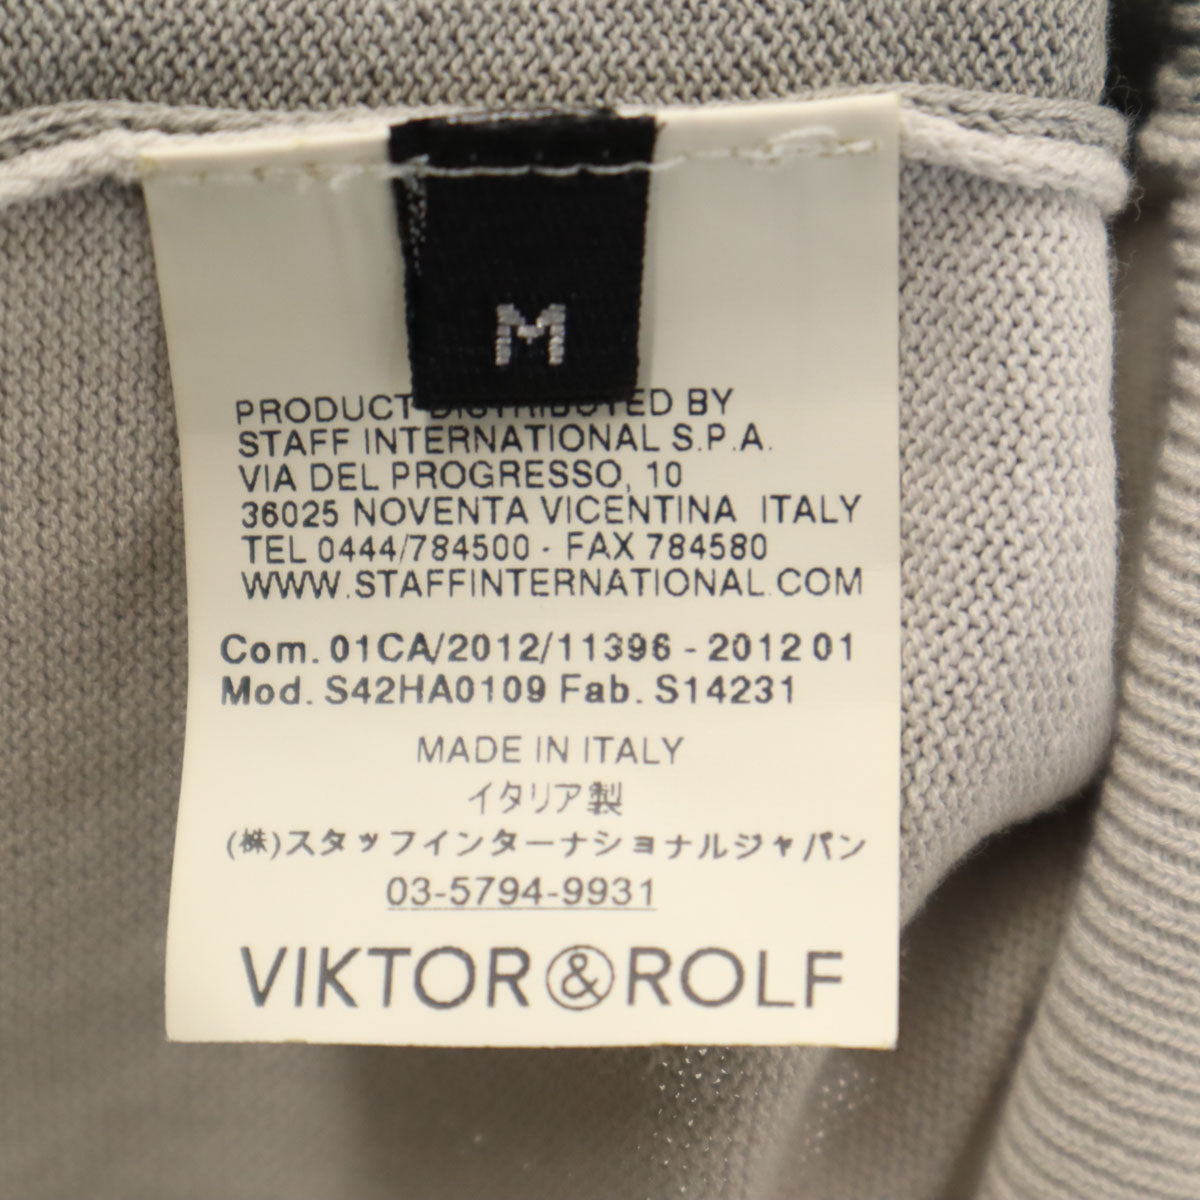 M
PRODUCT DISTRIBUTED BY
STAFF INTERNATIONAL S.P.A.
VIA DEL PROGRESSO, 10
36025 NOVENTA VICENTINA ITALY
TEL 0444/784500 - FAX 784580
WWW.STAFFINTERNATIONAL.COM
Com. 01CA/2012/11396 - 2012 01
Mod. S42HA0109 Fab. S14231
MADE IN ITALY
イタリア製
(株)スタッフインターナショナルジャパン
03-5794-9931
VIKTOR&ROLF